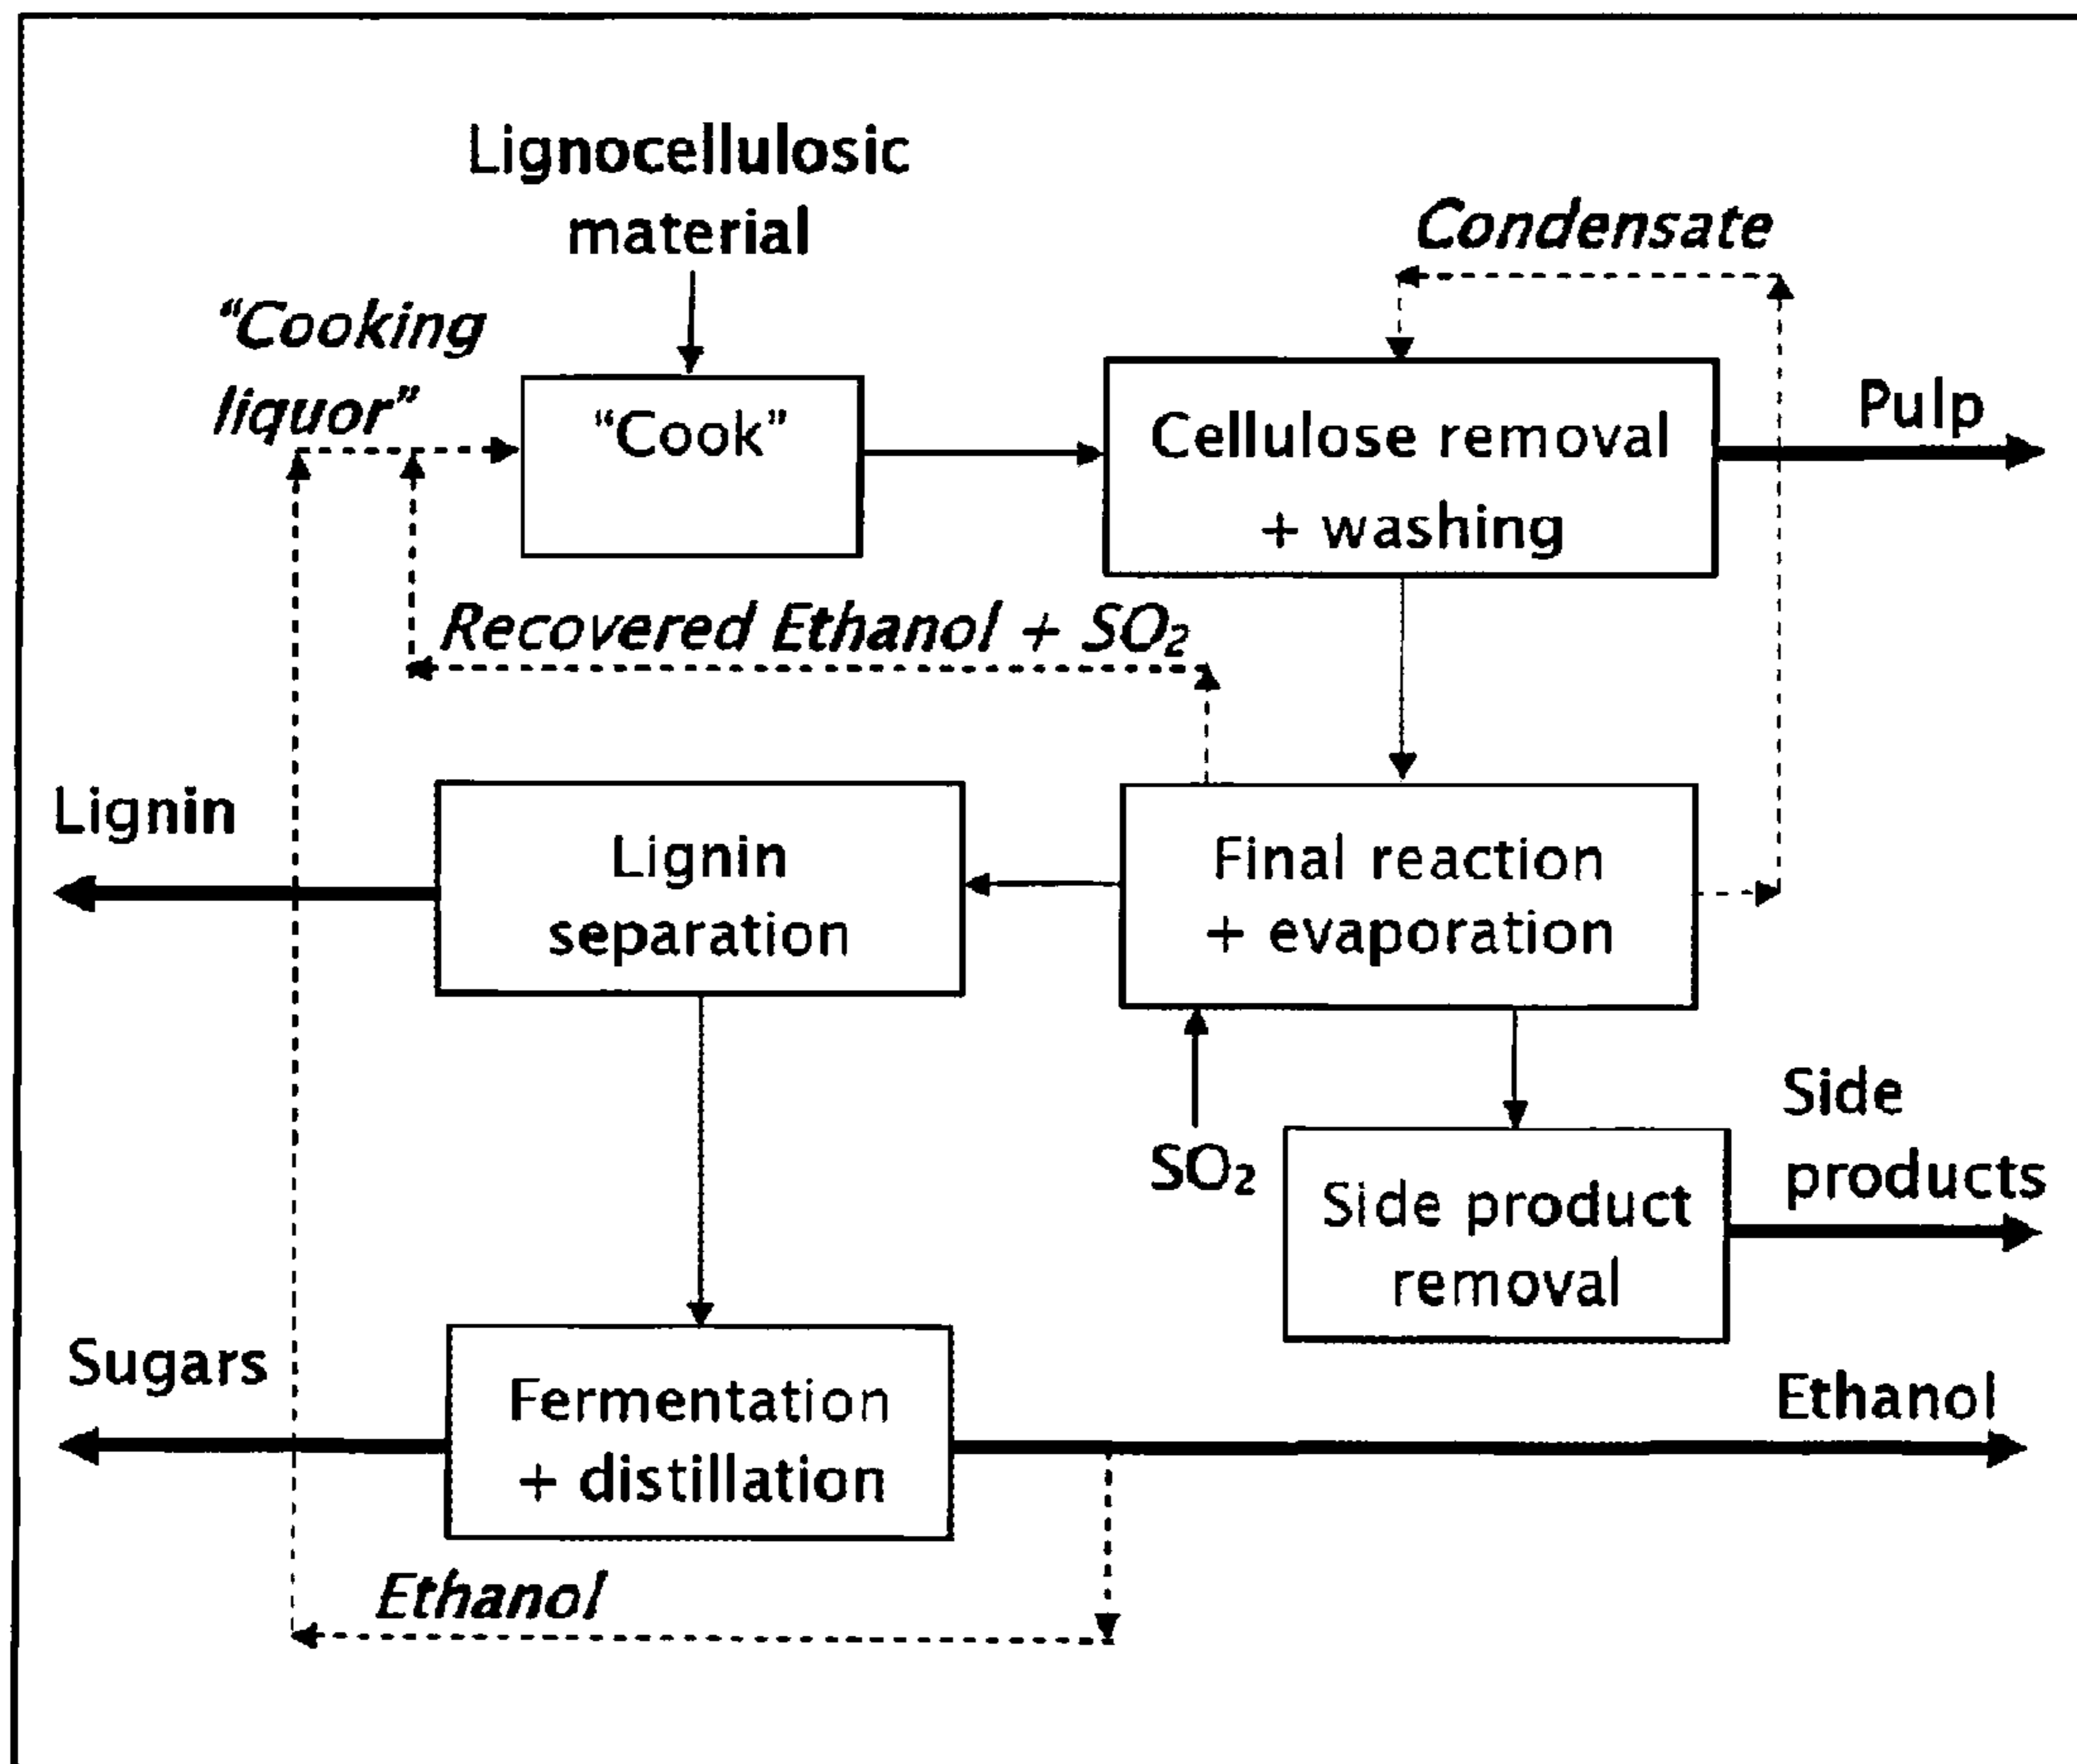 Lignocellulosic
material
Condensate
“Cooking
liquor”
“Cook”
Cellulose removal
+ washing
Pulp
Recovered Ethanol + SO₂
Lignin
Lignin
separation
Final reaction
+ evaporation
SO₂
Side product
removal
Side
products
Sugars
Fermentation
+ distillation
Ethanol
Ethanol